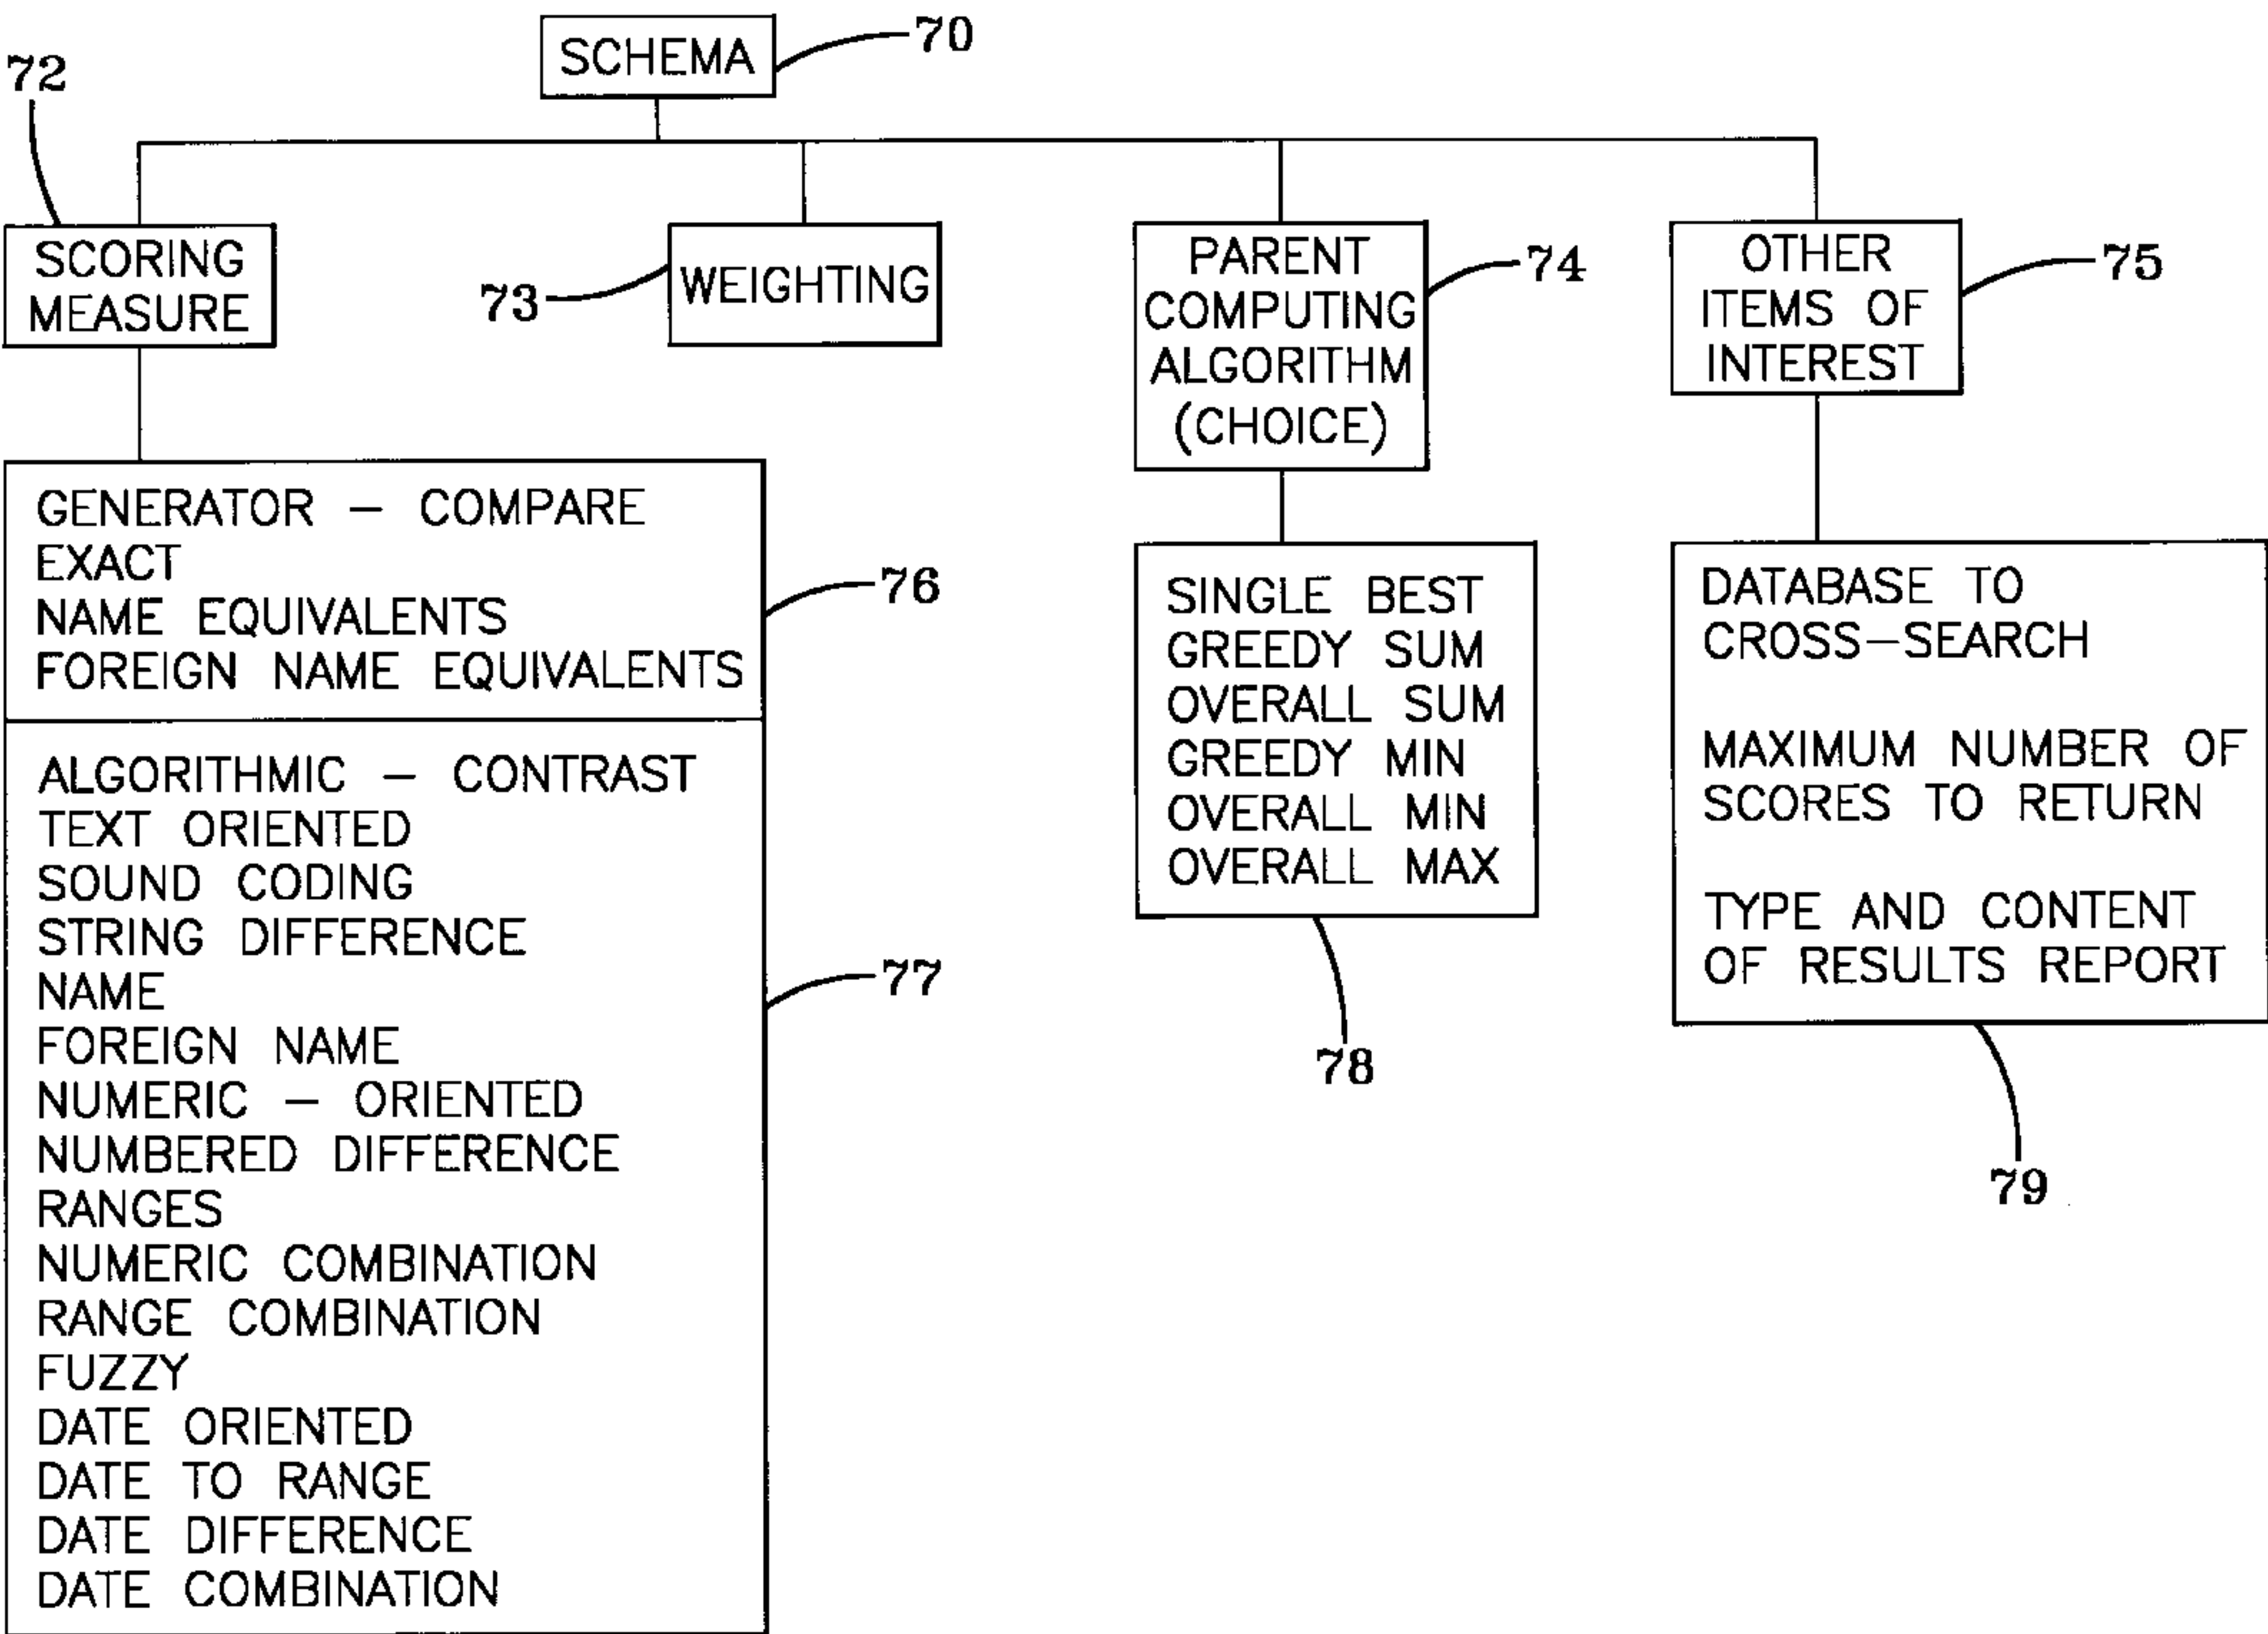 SCHEMA
70
72
SCORING
MEASURE
73
WEIGHTING
PARENT
COMPUTING
ALGORITHM
(CHOICE)
74
OTHER
ITEMS OF
INTEREST
75
GENERATOR – COMPARE
EXACT
NAME EQUIVALENTS
FOREIGN NAME EQUIVALENTS
76
ALGORITHMIC – CONTRAST
TEXT ORIENTED
SOUND CODING
STRING DIFFERENCE
NAME
FOREIGN NAME
NUMERIC – ORIENTED
NUMBERED DIFFERENCE
RANGES
NUMERIC COMBINATION
RANGE COMBINATION
FUZZY
DATE ORIENTED
DATE TO RANGE
DATE DIFFERENCE
DATE COMBINATION
77
SINGLE BEST
GREEDY SUM
OVERALL SUM
GREEDY MIN
OVERALL MIN
OVERALL MAX
78
DATABASE TO
CROSS–SEARCH
MAXIMUM NUMBER OF
SCORES TO RETURN
TYPE AND CONTENT
OF RESULTS REPORT
79